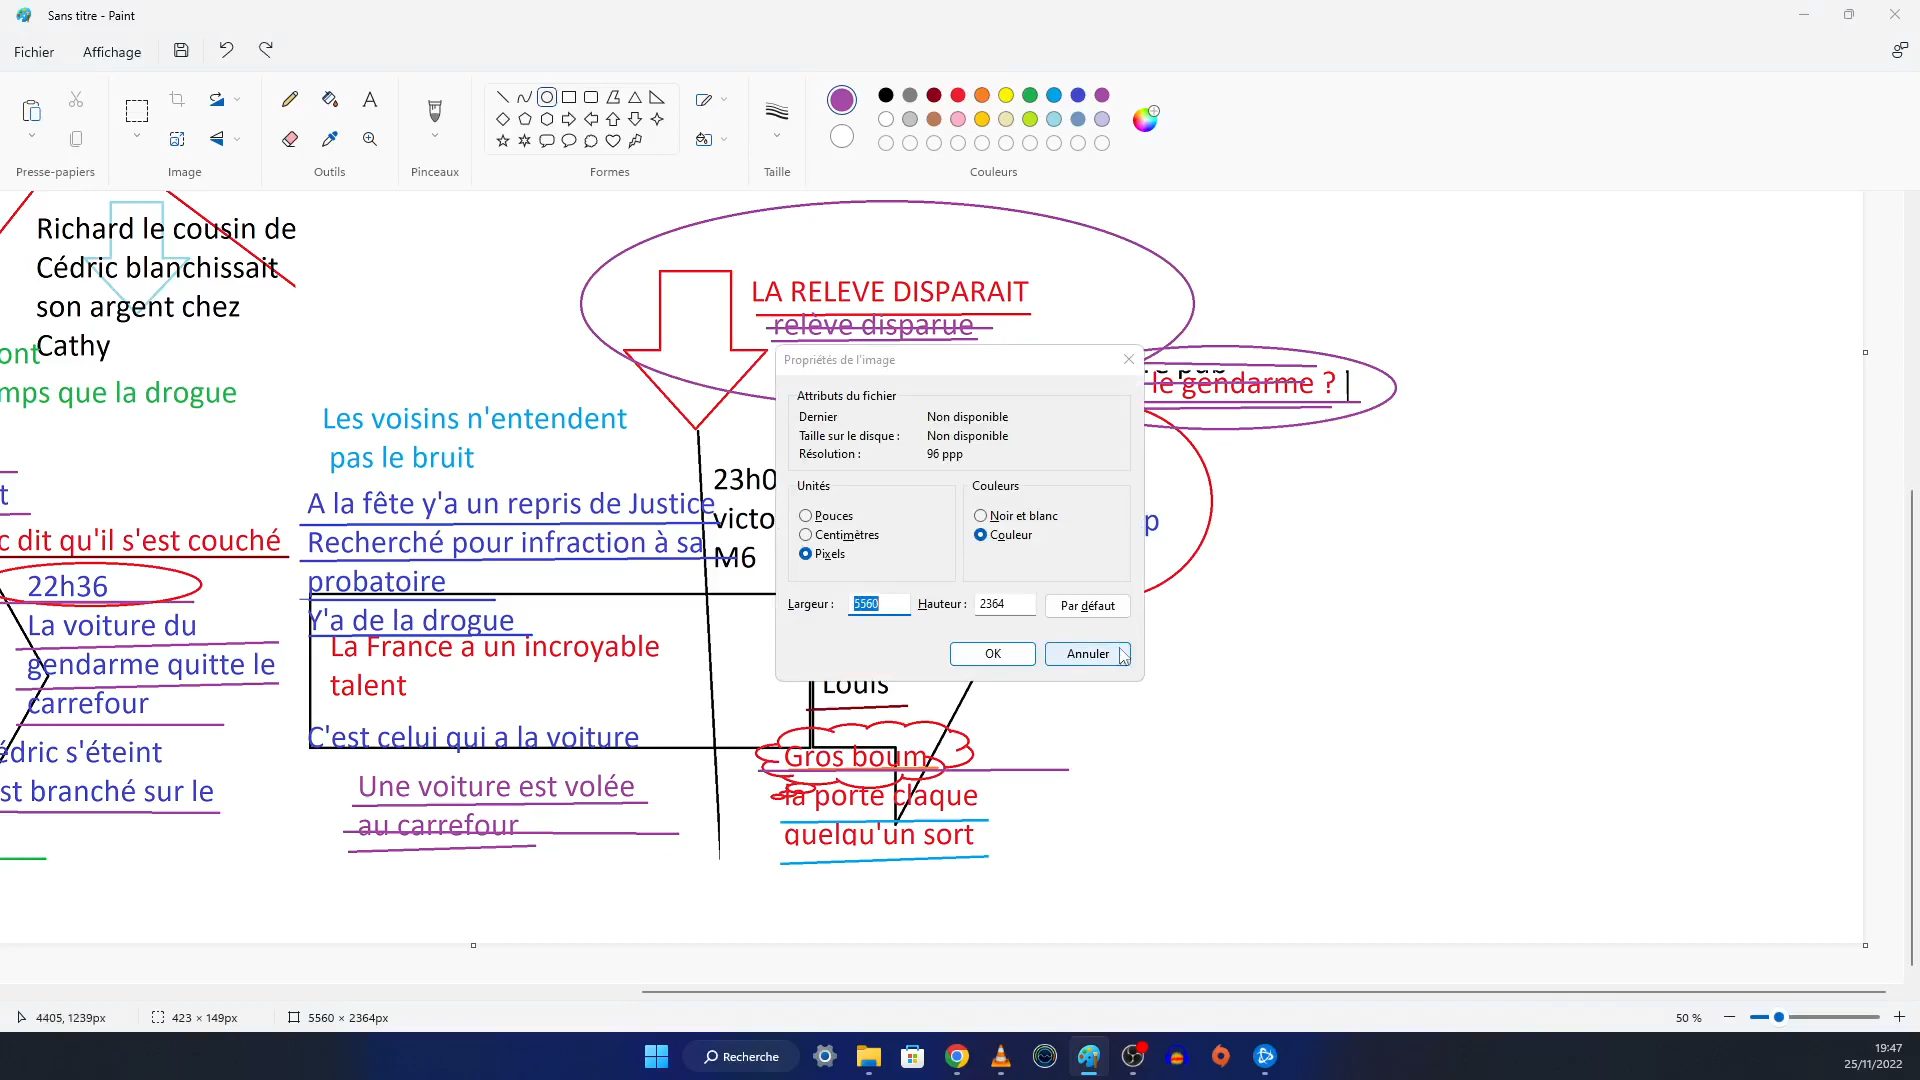 Sans titre - Paint
Fichier
Affichage
Presse-papiers
Image
Outils
Pinceaux
Formes
Taille
Couleurs
Richard le cousin de
Cédric blanchissait
son argent chez
Cathy
ont
mps que la drogue
t
c dit qu'il s'est couché
22h36
La voiture du
gendarme quitte le
carrefour
édric s'éteint
st branché sur le
Les voisins n'entendent
pas le bruit
A la fête y'a un repris de Justice
Recherché pour infraction à sa
probatoire
Y'a de la drogue
La France a un incroyable
talent
C'est celui qui a la voiture
Une voiture est volée
au carrefour
LA RELEVE DISPARAIT
relève disparue
le gendarme ?
23h0
victo
M6
p
Louis
Gros boum
la porte claque
quelqu'un sort
Propriétés de l'image
Attributs du fichier
Dernier Non disponible
Taille sur le disque : Non disponible
Résolution : 96 ppp
Unités
Pouces
Centimètres
Pixels
Couleurs
Noir et blanc
Couleur
Largeur : 5560 Hauteur : 2364 Par défaut
OK Annuler
4405, 1239px
423 × 149px
5560 × 2364px
50 %
Recherche
19:47
25/11/2022